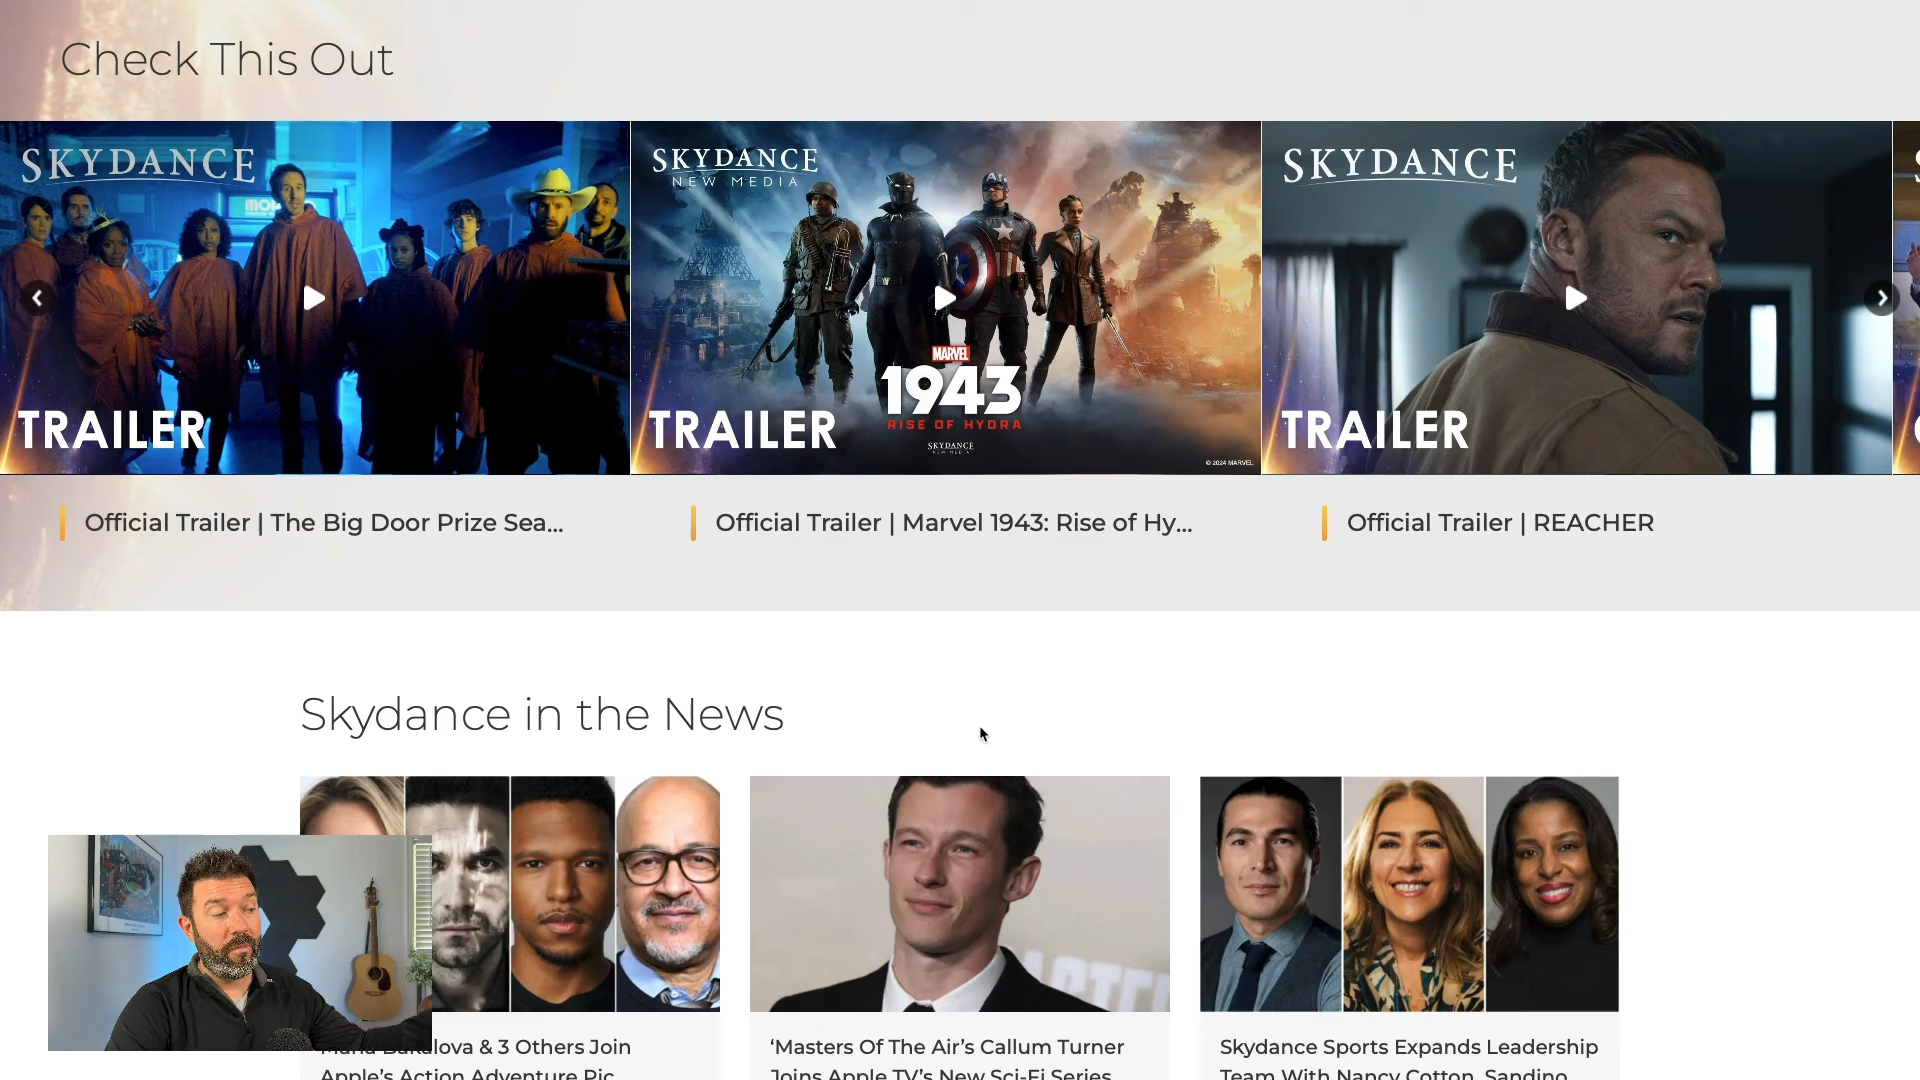 Check This Out
SKYDANCE
SKYDANCE
NEW MEDIA
SKYDANCE
TRAILER
TRAILER
MARVEL
1943
RISE OF HYDRA
SKYDANCE
NEW MEDIA
© 2024 MARVEL
TRAILER
Official Trailer | The Big Door Prize Sea...
Official Trailer | Marvel 1943: Rise of Hy...
Official Trailer | REACHER
Skydance in the News
Maria Bakalova & 3 Others Join
Apple’s Action Adventure Pic
‘Masters Of The Air’s Callum Turner
Joins Apple TV’s New Sci-Fi Series
Skydance Sports Expands Leadership
Team With Nancy Cotton, Sandino